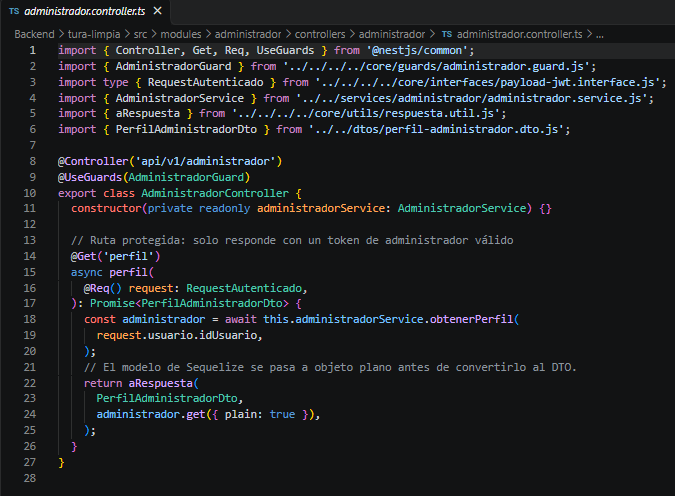 administrador.controller.ts
Backend > tura-limpia > src > modules > administrador > controllers > administrador > administrador.controller.ts > ...
1 import { Controller, Get, Req, UseGuards } from '@nestjs/common';
2 import { AdministradorGuard } from '../../../../core/guards/administrador.guard.js';
3 import type { RequestAutenticado } from '../../../../core/interfaces/payload-jwt.interface.js';
4 import { AdministradorService } from '../../services/administrador/administrador.service.js';
5 import { aRespuesta } from '../../../../core/utils/respuesta.util.js';
6 import { PerfilAdministradorDto } from '../../dtos/perfil-administrador.dto.js';
7
8 @Controller('api/v1/administrador')
9 @UseGuards(AdministradorGuard)
10 export class AdministradorController {
11   constructor(private readonly administradorService: AdministradorService) {}
12
13   // Ruta protegida: solo responde con un token de administrador válido
14   @Get('perfil')
15   async perfil(
16     @Req() request: RequestAutenticado,
17   ): Promise<PerfilAdministradorDto> {
18     const administrador = await this.administradorService.obtenerPerfil(
19       request.usuario.idUsuario,
20     );
21     // El modelo de Sequelize se pasa a objeto plano antes de convertirlo al DTO.
22     return aRespuesta(
23       PerfilAdministradorDto,
24       administrador.get({ plain: true }),
25     );
26   }
27 }
28